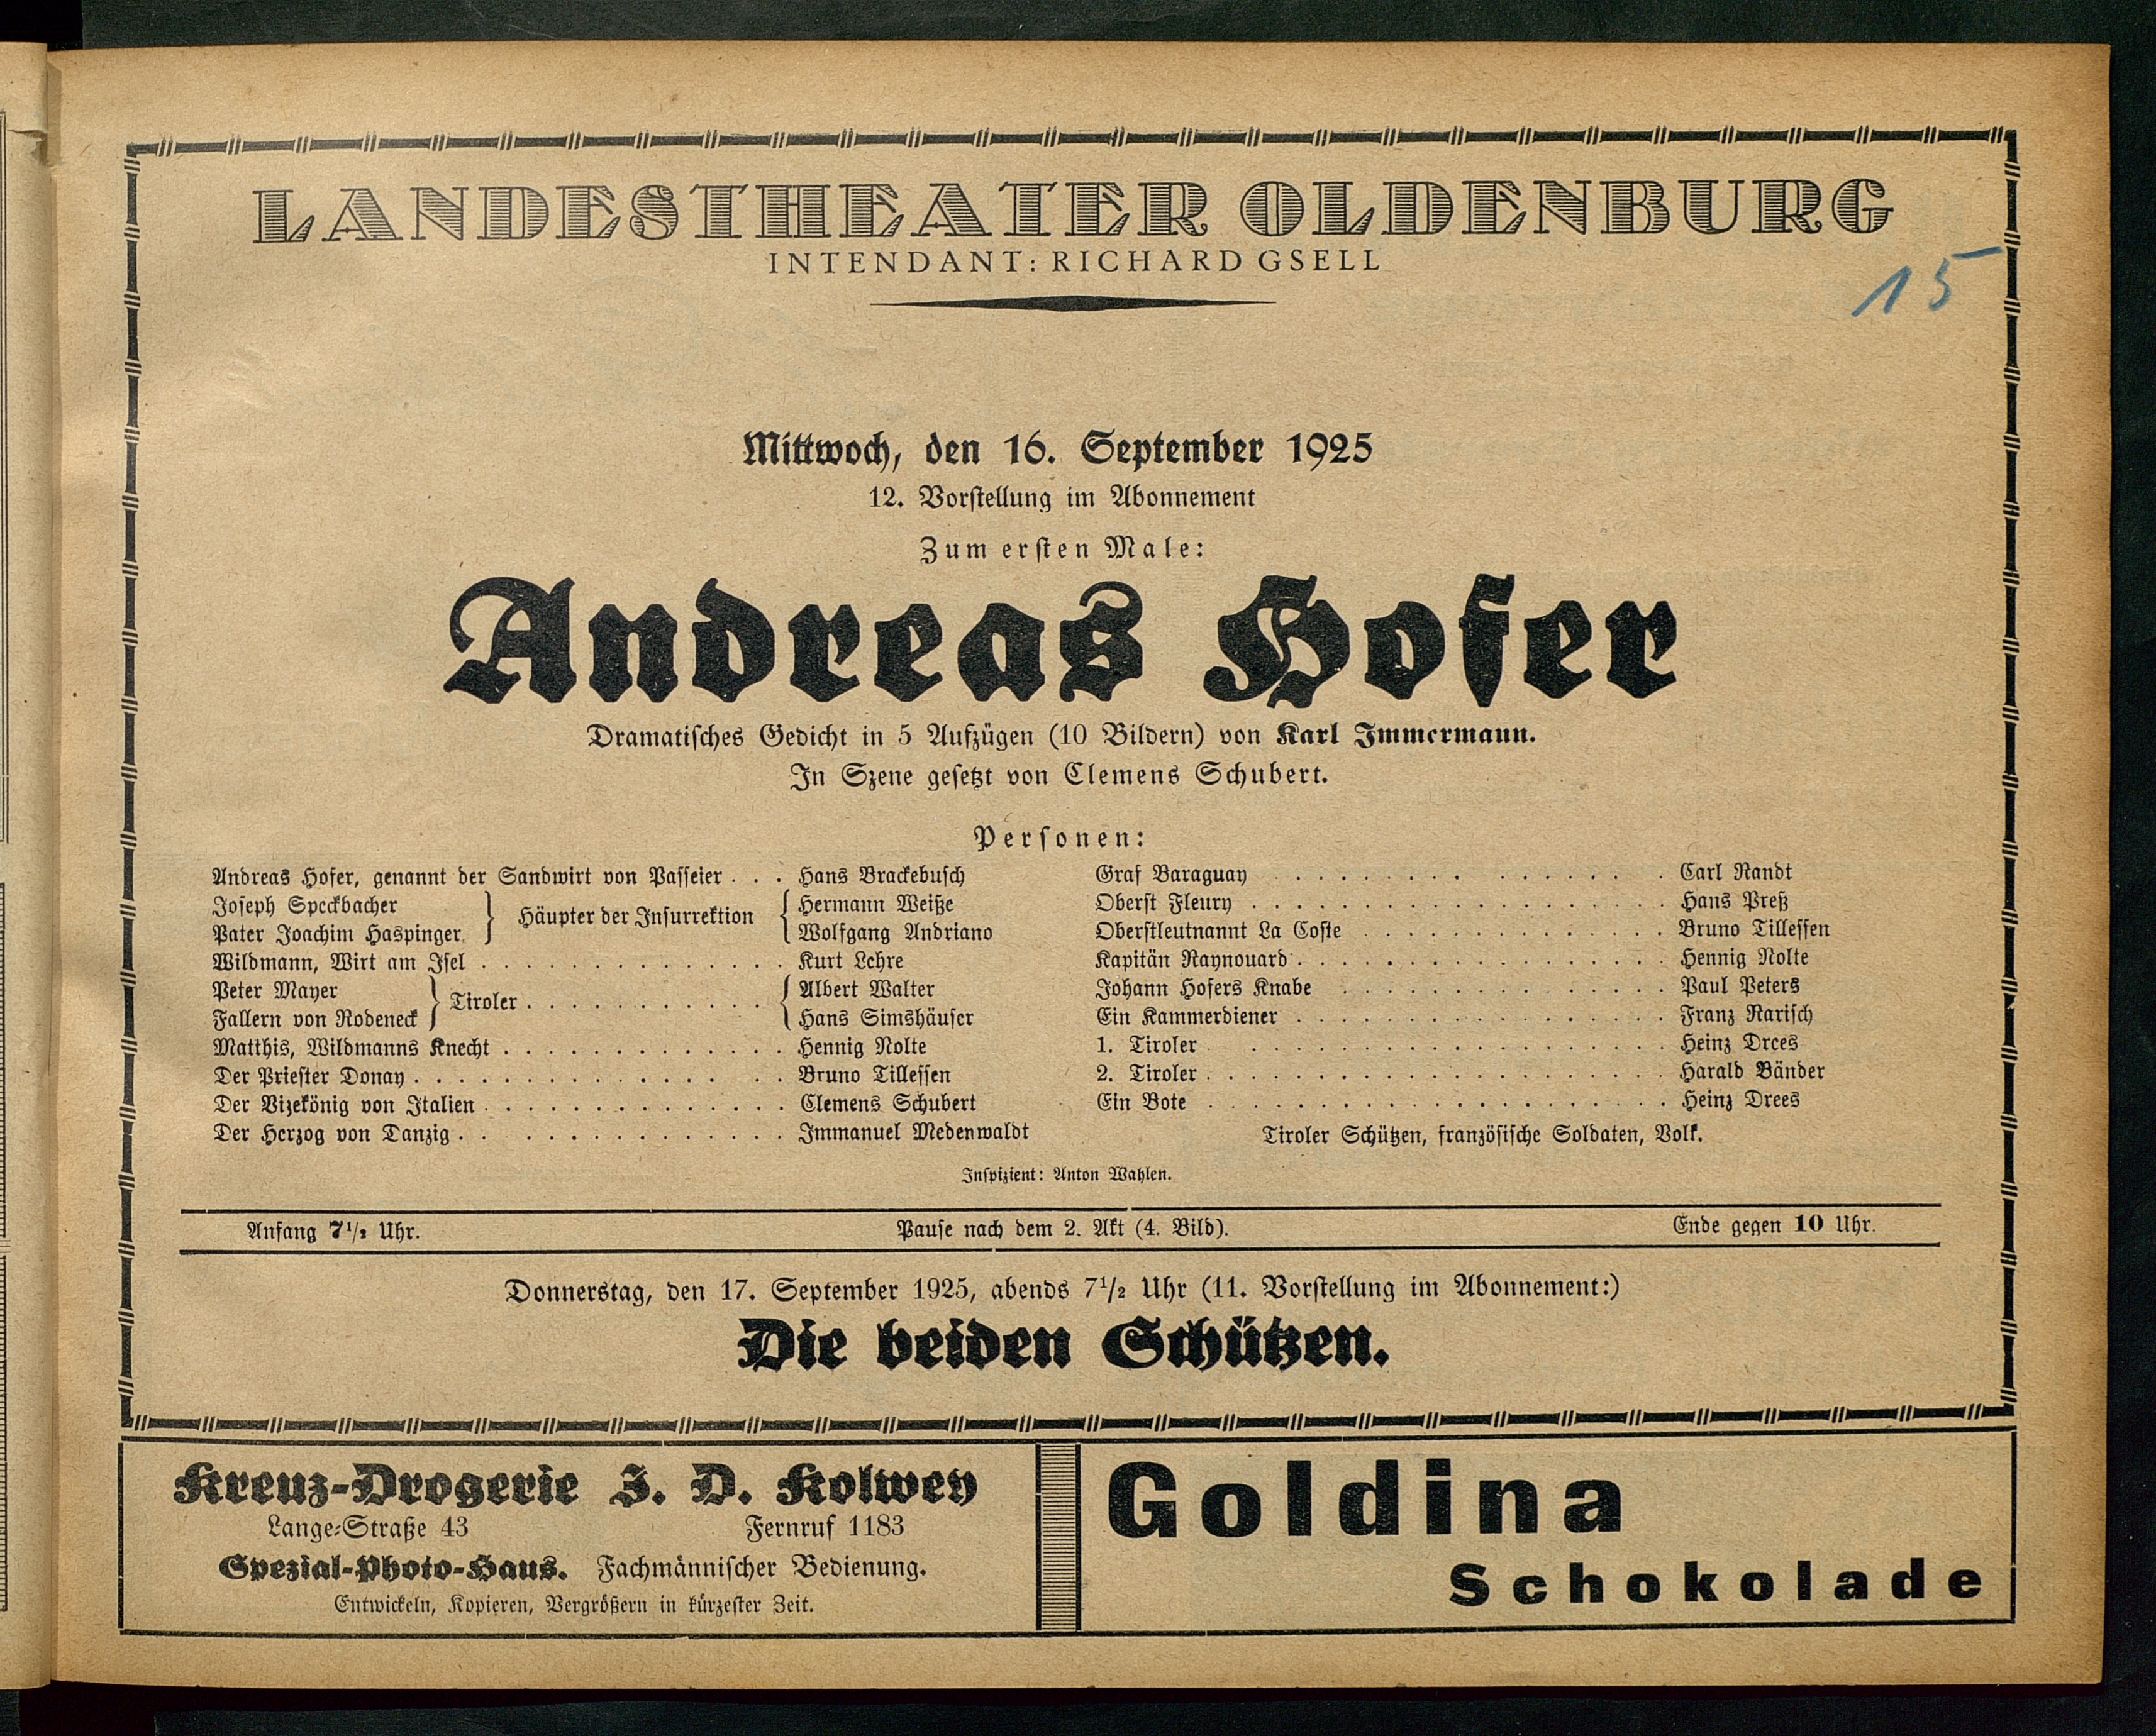 LANDESTHEATER OLDENBURG
INTENDANT: RICHARD GSELL
15
Mittwoch, den 16. September 1925
12. Vorstellung im Abonnement
Zum ersten Male:
Andreas Hofer
Dramatisches Gedicht in 5 Aufzügen (10 Bildern) von Karl Immermann.
In Szene gesetzt von Clemens Schubert.
Personen:
Andreas Hofer, genannt der Sandwirt von Passeier . . . Hans Brackebusch
Joseph Speckbacher } Häupter der Insurrektion { Hermann Weiße
Pater Joachim Haspinger } { Wolfgang Andriano
Wildmann, Wirt am Isel . . . Kurt Lehre
Peter Mayer } Tiroler . . . { Albert Walter
Fallern von Rodeneck } { Hans Simshäuser
Matthis, Wildmanns Knecht . . . Hennig Nolte
Der Priester Donay . . . Bruno Tillessen
Der Vizekönig von Italien . . . Clemens Schubert
Der Herzog von Danzig . . . Immanuel Medenwaldt
Graf Baraguay . . . Carl Randt
Oberst Fleury . . . Hans Preß
Oberstleutnannt La Coste . . . Bruno Tillessen
Kapitän Raynouard . . . Hennig Nolte
Johann Hofers Knabe . . . Paul Peters
Ein Kammerdiener . . . Franz Rarisch
1. Tiroler . . . Heinz Drees
2. Tiroler . . . Harald Bänder
Ein Bote . . . Heinz Drees
Tiroler Schützen, französische Soldaten, Volk.
Inspizient: Anton Wahlen.
Anfang 7½ Uhr. Pause nach dem 2. Akt (4. Bild). Ende gegen 10 Uhr.
Donnerstag, den 17. September 1925, abends 7½ Uhr (11. Vorstellung im Abonnement:)
Die beiden Schützen.
Kreuz-Drogerie J. D. Kolwey
Lange-Straße 43 Fernruf 1183
Spezial-Photo-Haus. Fachmännischer Bedienung.
Entwickeln, Kopieren, Vergrößern in kürzester Zeit.
Goldina
Schokolade